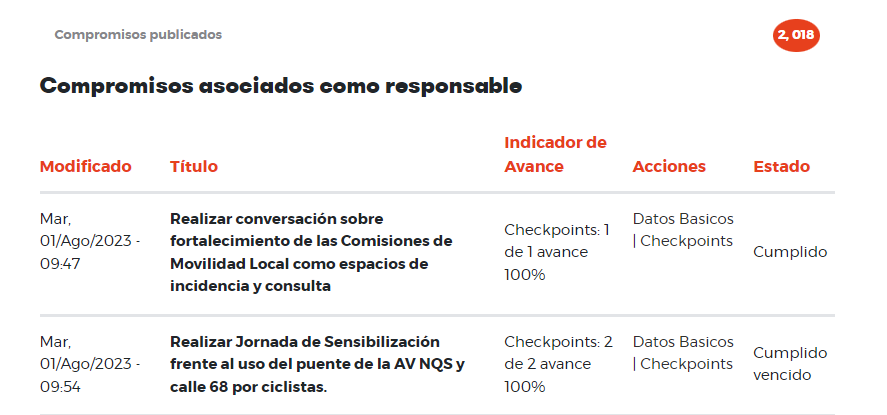 Compromisos publicados
2, 018
Compromisos asociados como responsable
Modificado
Título
Indicador de
Avance
Acciones
Estado
Mar,
01/Ago/2023 -
09:47
Realizar conversación sobre
fortalecimiento de las Comisiones de
Movilidad Local como espacios de
incidencia y consulta
Checkpoints: 1
de 1 avance
100%
Datos Basicos
| Checkpoints
Cumplido
Mar,
01/Ago/2023 -
09:54
Realizar Jornada de Sensibilización
frente al uso del puente de la AV NQS y
calle 68 por ciclistas.
Checkpoints: 2
de 2 avance
100%
Datos Basicos
| Checkpoints
Cumplido
vencido